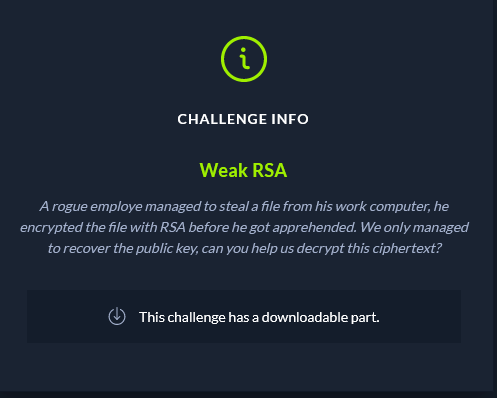 CHALLENGE INFO
Weak RSA
A rogue employe managed to steal a file from his work computer, he
encrypted the file with RSA before he got apprehended. We only managed
to recover the public key, can you help us decrypt this ciphertext?
This challenge has a downloadable part.